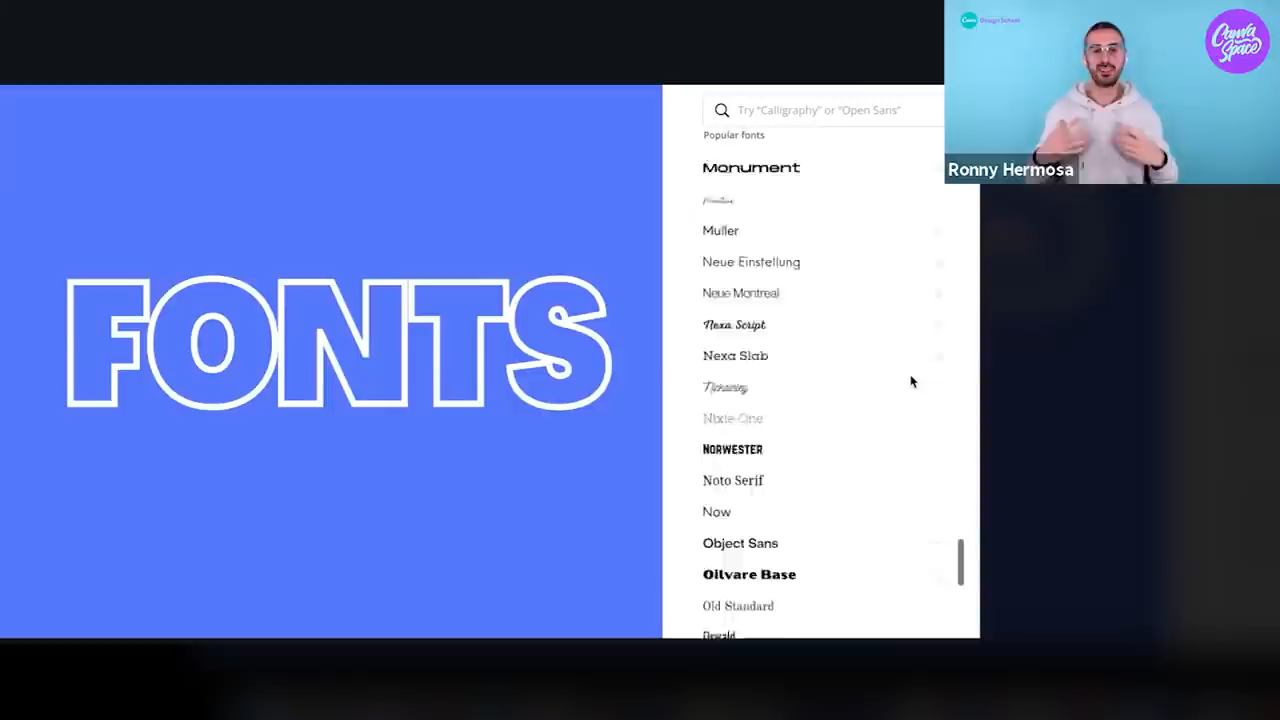 FONTS
Try “Calligraphy” or “Open Sans”
Popular fonts
Monument
Muller
Neue Einstellung
Neue Montreal
Nexa Script
Nexa Slab
Nixie One
NORWESTER
Noto Serif
Now
Object Sans
Oilvare Base
Old Standard
Oswald
Canva Design School
Canva
Space
Ronny Hermosa